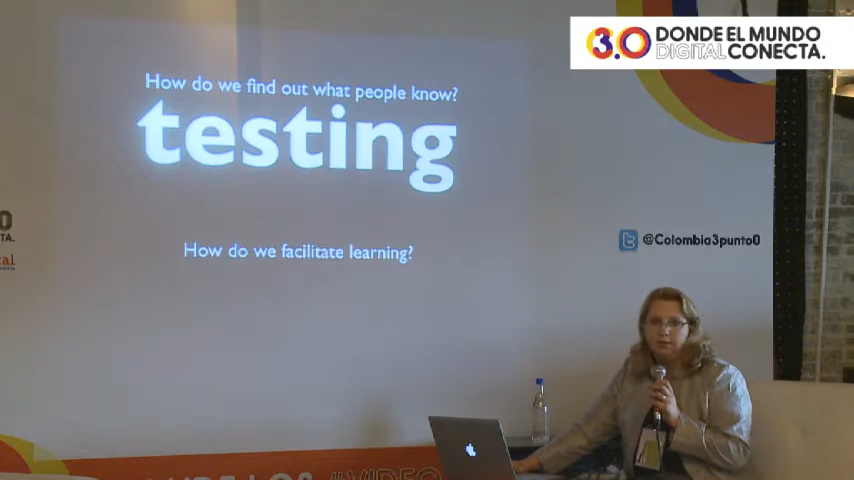 3.0 DONDE EL MUNDO
DIGITAL CONECTA.
How do we find out what people know?
testing
How do we facilitate learning?
@Colombia3punto0